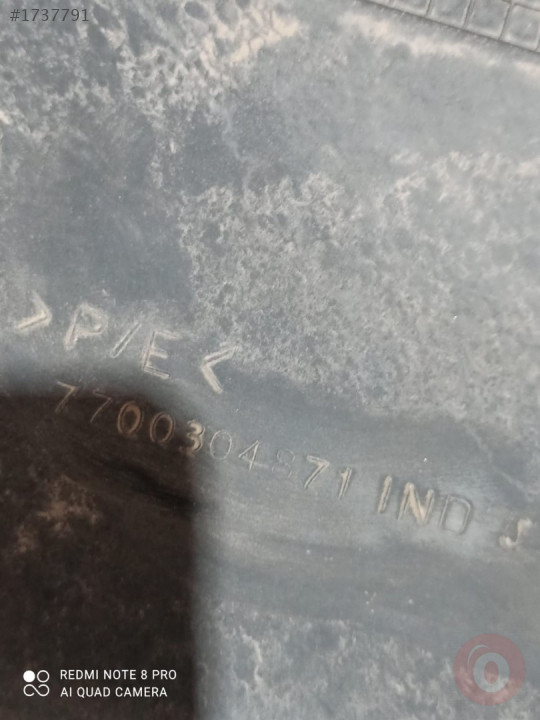 #1737791
>P/E<
7700304871 IND
REDMI NOTE 8 PRO
AI QUAD CAMERA